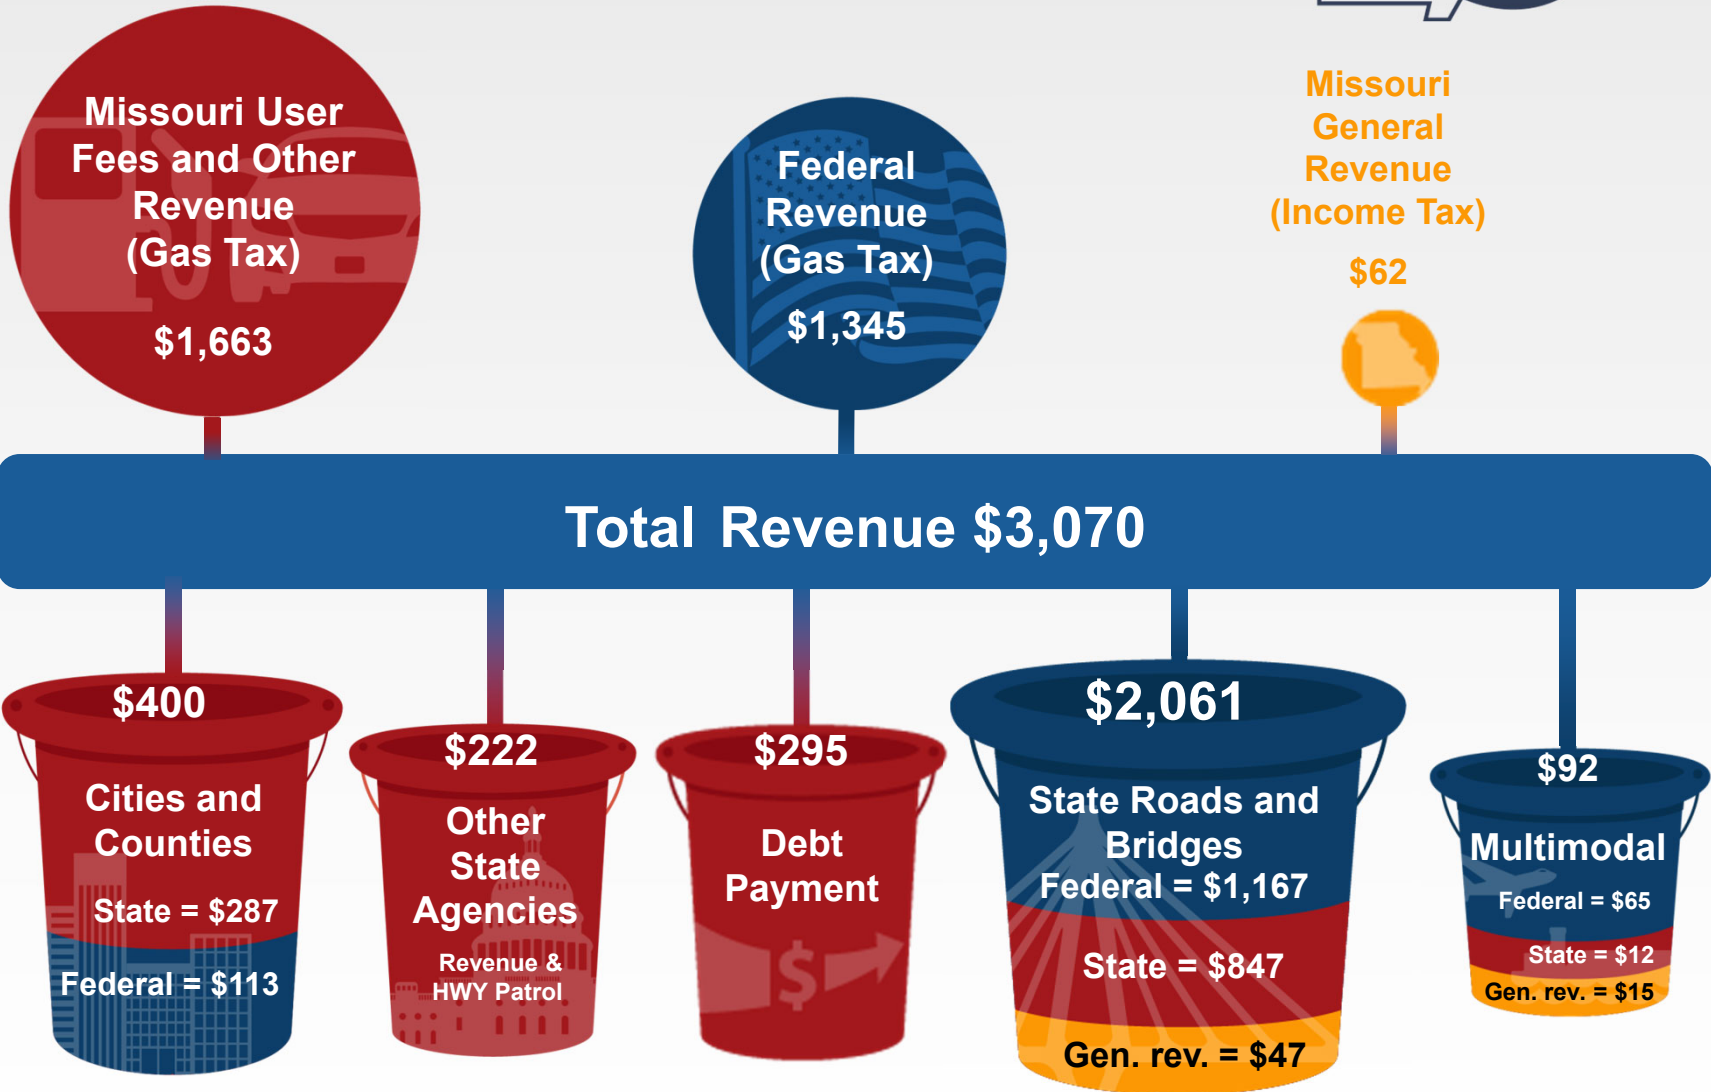 Missouri User
Fees and Other
Revenue
(Gas Tax)
$1,663
Federal
Revenue
(Gas Tax)
$1,345
Missouri
General
Revenue
(Income Tax)
$62
Total Revenue $3,070
$400
Cities and
Counties
State = $287
Federal = $113
$222
Other
State
Agencies
Revenue &
HWY Patrol
$295
Debt
Payment
$
$2,061
State Roads and
Bridges
Federal = $1,167
State = $847
Gen. rev. = $47
$92
Multimodal
Federal = $65
State = $12
Gen. rev. = $15